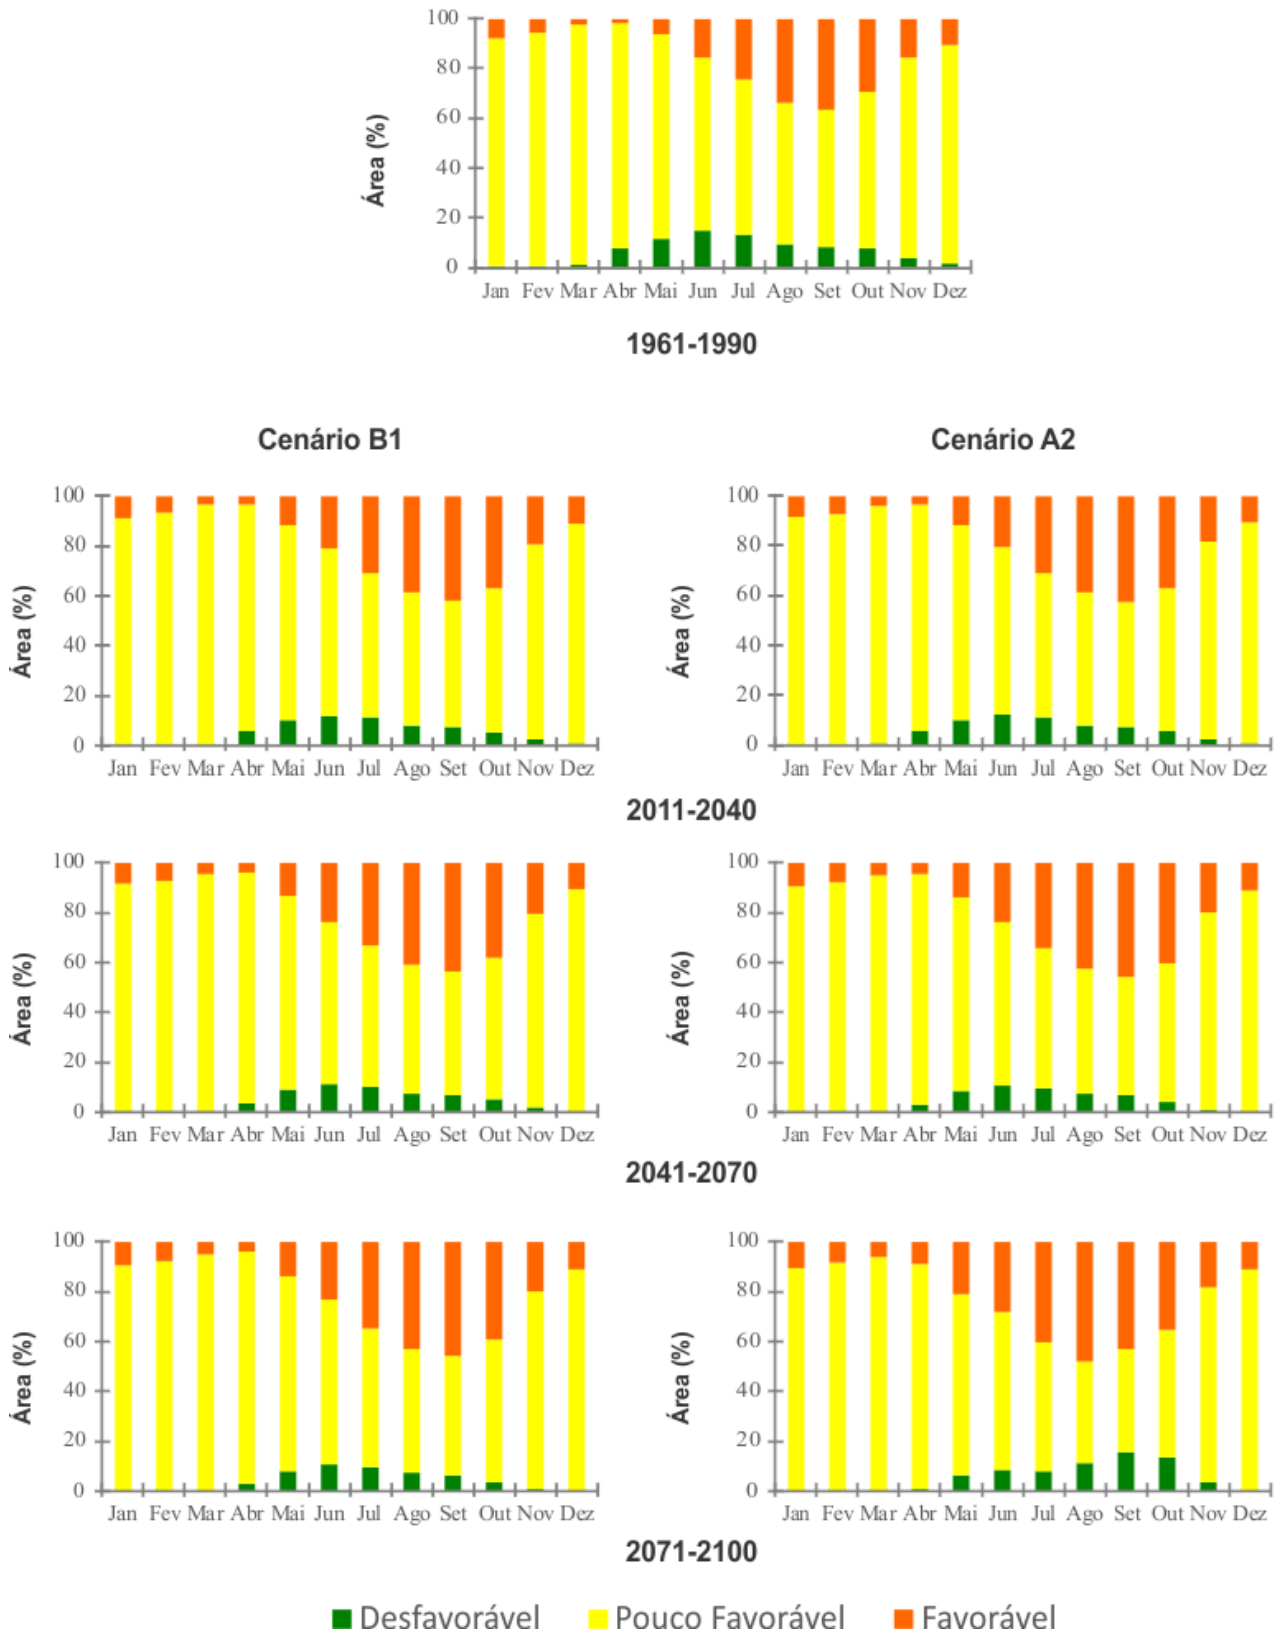 100
80
60
40
20
0
Área (%)
Jan Fev Mar Abr Mai Jun Jul Ago Set Out Nov Dez
1961-1990
Cenário B1
Cenário A2
100
80
60
40
20
0
Área (%)
Jan Fev Mar Abr Mai Jun Jul Ago Set Out Nov Dez
100
80
60
40
20
0
Área (%)
Jan Fev Mar Abr Mai Jun Jul Ago Set Out Nov Dez
2011-2040
100
80
60
40
20
0
Área (%)
Jan Fev Mar Abr Mai Jun Jul Ago Set Out Nov Dez
100
80
60
40
20
0
Área (%)
Jan Fev Mar Abr Mai Jun Jul Ago Set Out Nov Dez
2041-2070
100
80
60
40
20
0
Área (%)
Jan Fev Mar Abr Mai Jun Jul Ago Set Out Nov Dez
100
80
60
40
20
0
Área (%)
Jan Fev Mar Abr Mai Jun Jul Ago Set Out Nov Dez
2071-2100
Desfavorável Pouco Favorável Favorável